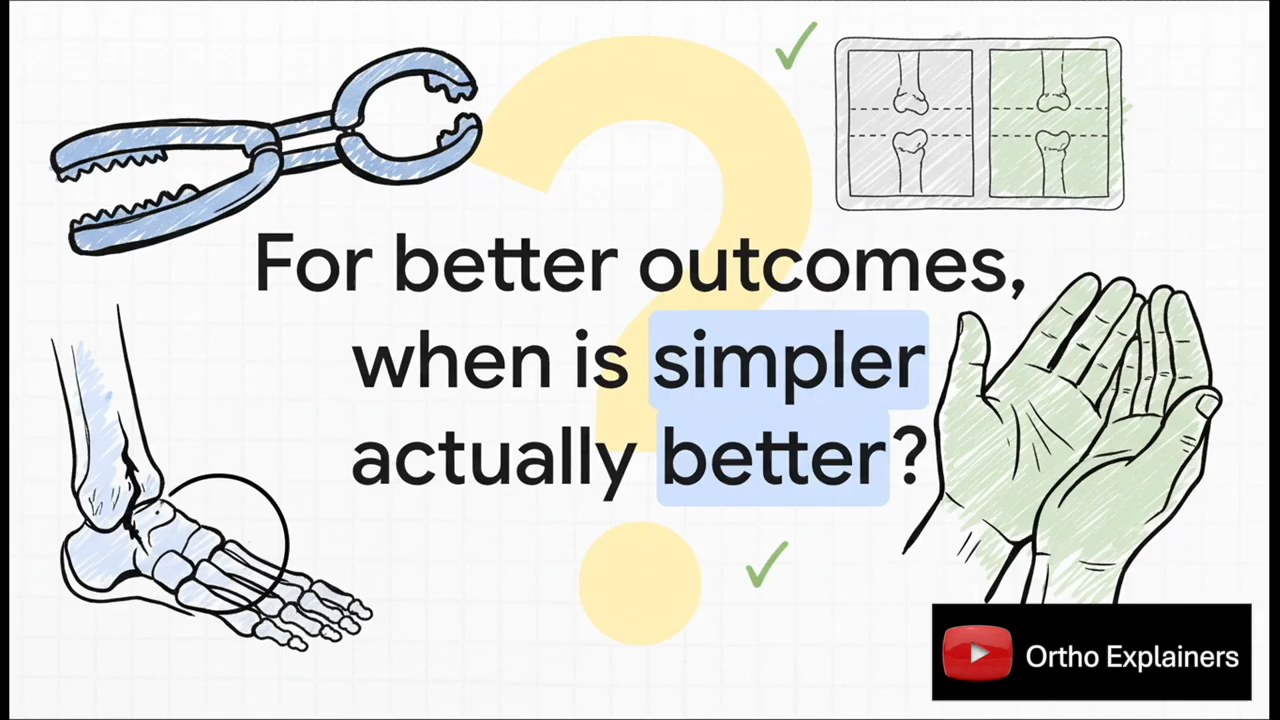 For better outcomes,
when is simpler
actually better?
Ortho Explainers